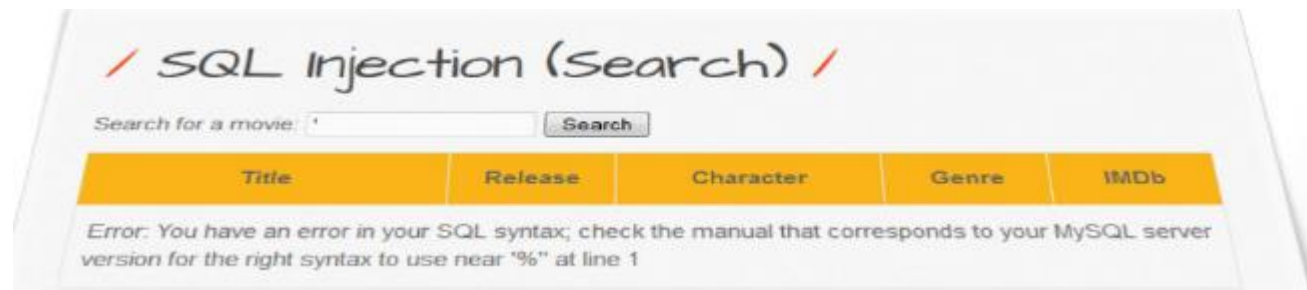 / SQL Injection (Search) /
Search for a movie: ' Search
Title Release Character Genre IMDb
Error: You have an error in your SQL syntax; check the manual that corresponds to your MySQL server
version for the right syntax to use near '%'' at line 1